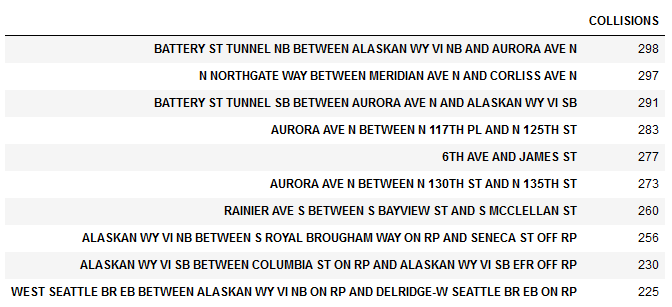 COLLISIONS
BATTERY ST TUNNEL NB BETWEEN ALASKAN WY VI NB AND AURORA AVE N 298
N NORTHGATE WAY BETWEEN MERIDIAN AVE N AND CORLISS AVE N 297
BATTERY ST TUNNEL SB BETWEEN AURORA AVE N AND ALASKAN WY VI SB 291
AURORA AVE N BETWEEN N 117TH PL AND N 125TH ST 283
6TH AVE AND JAMES ST 277
AURORA AVE N BETWEEN N 130TH ST AND N 135TH ST 273
RAINIER AVE S BETWEEN S BAYVIEW ST AND S MCCLELLAN ST 260
ALASKAN WY VI NB BETWEEN S ROYAL BROUGHAM WAY ON RP AND SENECA ST OFF RP 256
ALASKAN WY VI SB BETWEEN COLUMBIA ST ON RP AND ALASKAN WY VI SB EFR OFF RP 230
WEST SEATTLE BR EB BETWEEN ALASKAN WY VI NB ON RP AND DELRIDGE-W SEATTLE BR EB ON RP 225